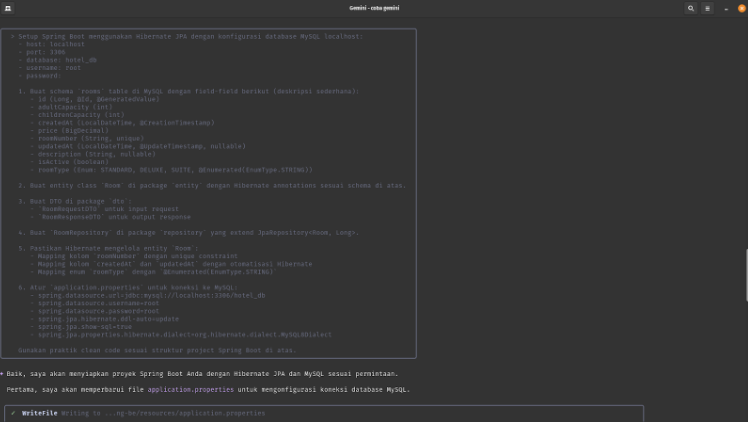 Gemini - coba gemini
> Setup Spring Boot menggunakan Hibernate JPA dengan konfigurasi database MySQL localhost:
- host: localhost
- port: 3306
- database: hotel_db
- username: root
- password:
1. Buat schema `rooms` table di MySQL dengan field-field berikut (deskripsi sederhana):
- id (Long, @Id, @GeneratedValue)
- adultCapacity (int)
- childrenCapacity (int)
- createdAt (LocalDateTime, @CreationTimestamp)
- price (BigDecimal)
- roomNumber (String, unique)
- updatedAt (LocalDateTime, @UpdateTimestamp, nullable)
- description (String, nullable)
- isActive (boolean)
- roomType (Enum: STANDARD, DELUXE, SUITE, @Enumerated(EnumType.STRING))
2. Buat entity class `Room` di package `entity` dengan Hibernate annotations sesuai schema di atas.
3. Buat DTO di package `dto`:
- `RoomRequestDTO` untuk input request
- `RoomResponseDTO` untuk output response
4. Buat `RoomRepository` di package `repository` yang extend JpaRepository<Room, Long>.
5. Pastikan Hibernate mengelola entity `Room`:
- Mapping kolom `roomNumber` dengan unique constraint
- Mapping kolom `createdAt` dan `updatedAt` dengan otomatisasi Hibernate
- Mapping enum `roomType` dengan `@Enumerated(EnumType.STRING)`
6. Atur `application.properties` untuk koneksi ke MySQL:
- spring.datasource.url=jdbc:mysql://localhost:3306/hotel_db
- spring.datasource.username=root
- spring.datasource.password=root
- spring.jpa.hibernate.ddl-auto=update
- spring.jpa.show-sql=true
- spring.jpa.properties.hibernate.dialect=org.hibernate.dialect.MySQL8Dialect
Gunakan praktik clean code sesuai struktur project Spring Boot di atas.
Baik, saya akan menyiapkan proyek Spring Boot Anda dengan Hibernate JPA dan MySQL sesuai permintaan.
Pertama, saya akan memperbarui file application.properties untuk mengonfigurasi koneksi database MySQL.
✓ WriteFile Writing to ...ng-be/resources/application.properties